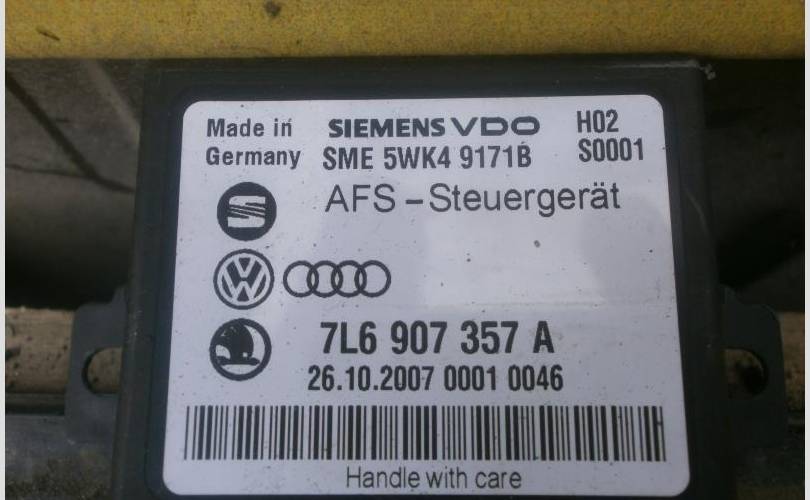 Made in SIEMENS VDO H02
Germany SME 5WK4 9171B S0001
AFS-Steuergerät
7L6 907 357 A
26.10.2007 0001 0046
Handle with care